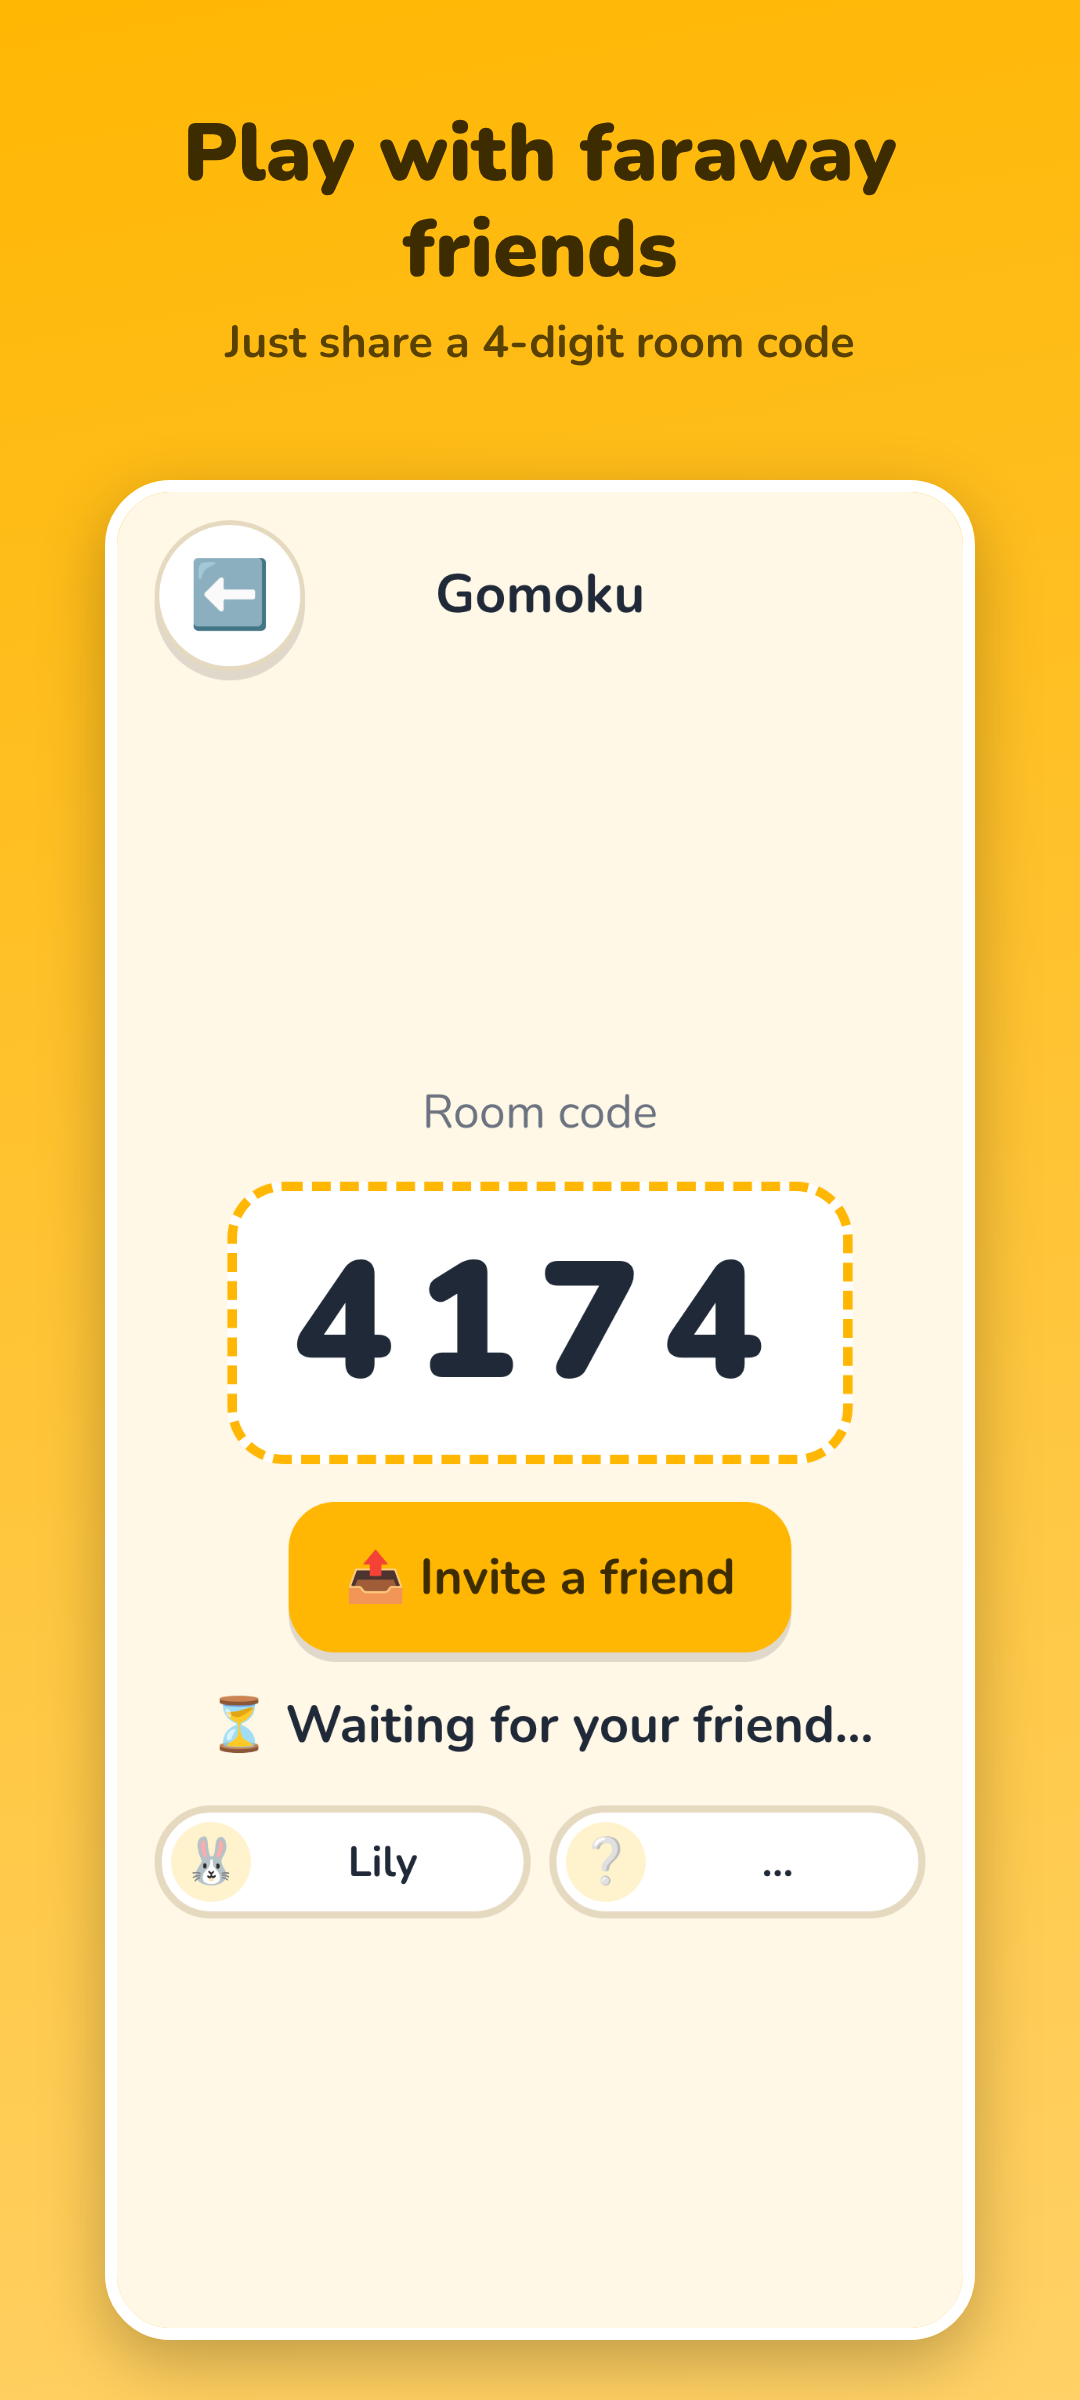 Play with faraway
friends
Just share a 4-digit room code
Gomoku
Room code
4174
Invite a friend
Waiting for your friend...
Lily
...